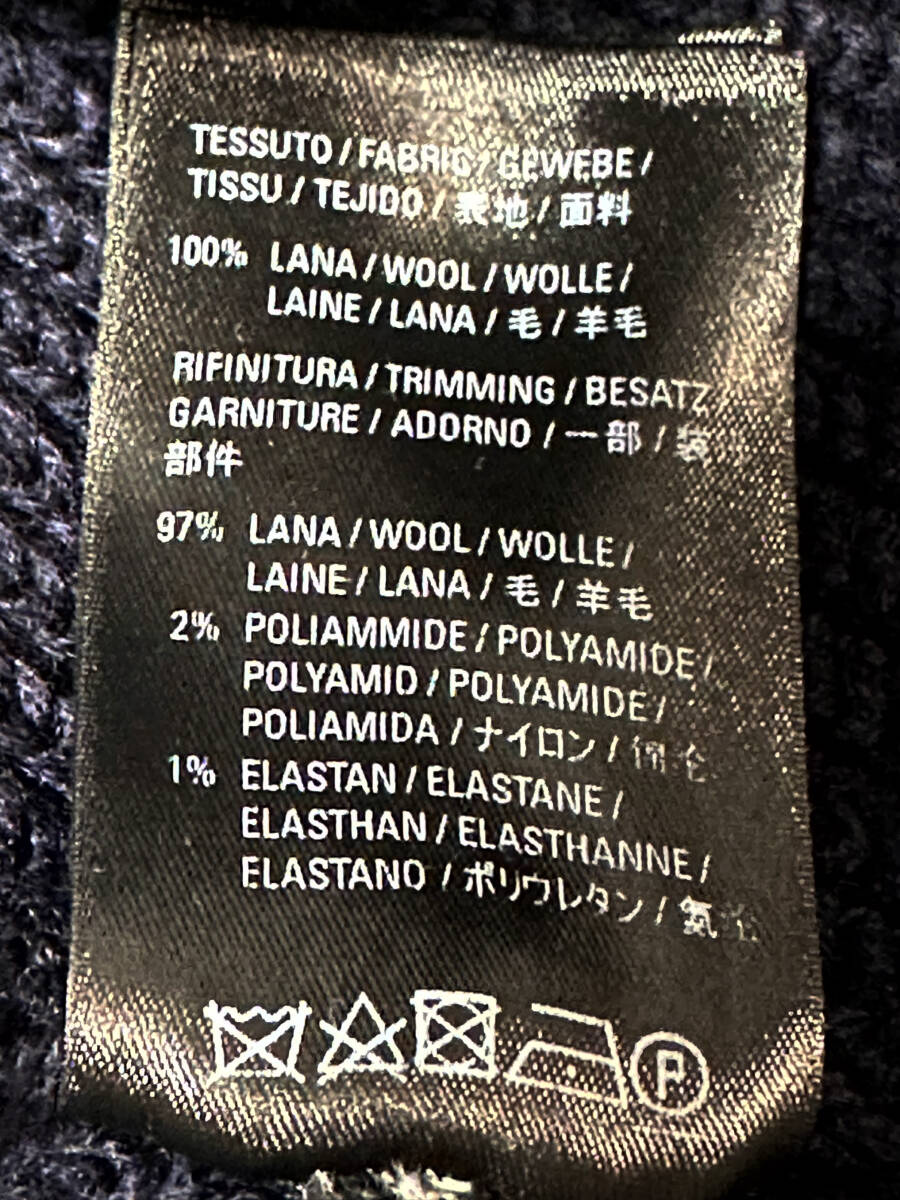 TESSUTO / FABRIC / GEWEBE /
TISSU / TEJIDO / 表地 / 面料
100% LANA / WOOL / WOLLE /
LAINE / LANA / 毛 / 羊毛
RIFINITURA / TRIMMING / BESATZ
GARNITURE / ADORNO / 一部 / 装
部件
97% LANA / WOOL / WOLLE /
LAINE / LANA / 毛 / 羊毛
2% POLIAMMIDE / POLYAMIDE /
POLYAMID / POLYAMIDE /
POLIAMIDA / ナイロン /
1% ELASTAN / ELASTANE /
ELASTHAN / ELASTHANNE /
ELASTANO / ポリウレタン /
P